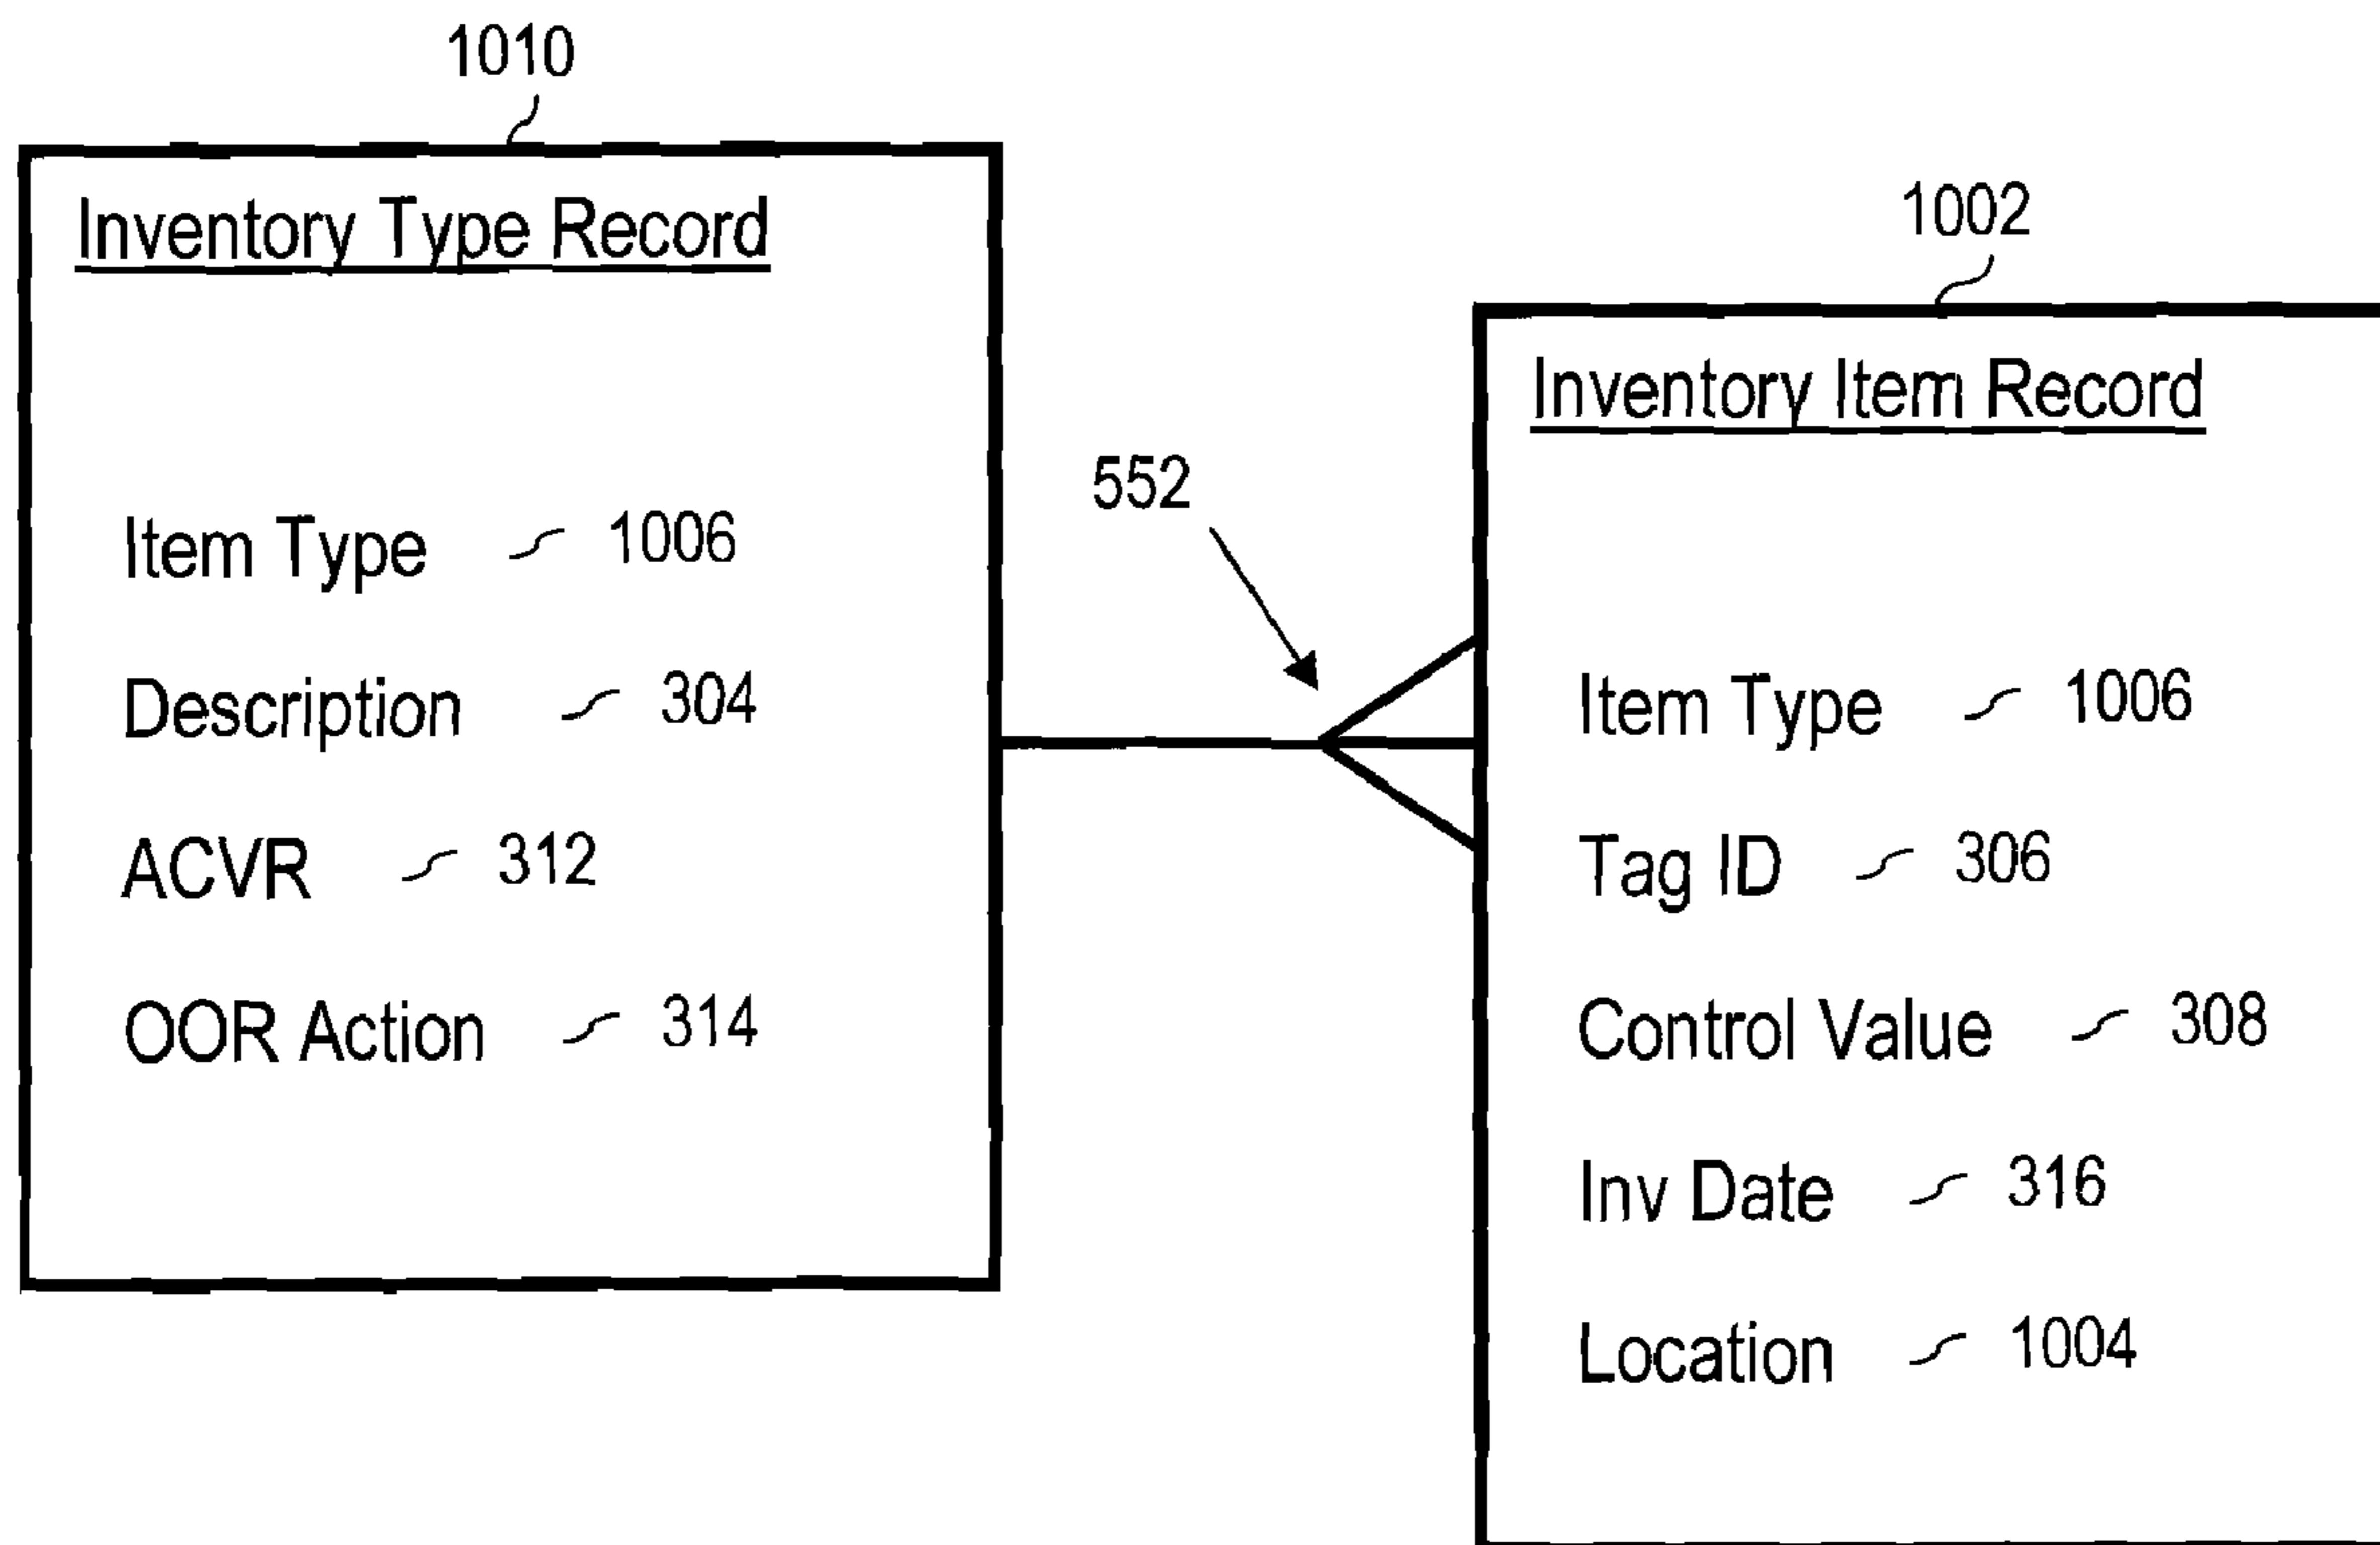 1010
Inventory Type Record
Item Type 1006
Description 304
ACVR 312
OOR Action 314
552
1002
Inventory Item Record
Item Type 1006
Tag ID 306
Control Value 308
Inv Date 316
Location 1004